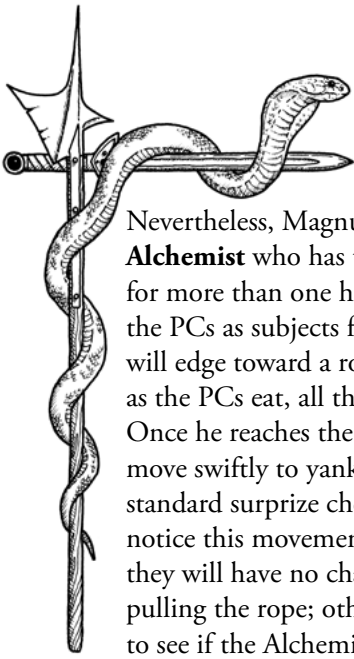 Nevertheless, Magnu
Alchemist who has
for more than one h
the PCs as subjects f
will edge toward a ro
as the PCs eat, all th
Once he reaches the
move swiftly to yank
standard surprize che
notice this movemen
they will have no cha
pulling the rope; oth
to see if the Alchemi